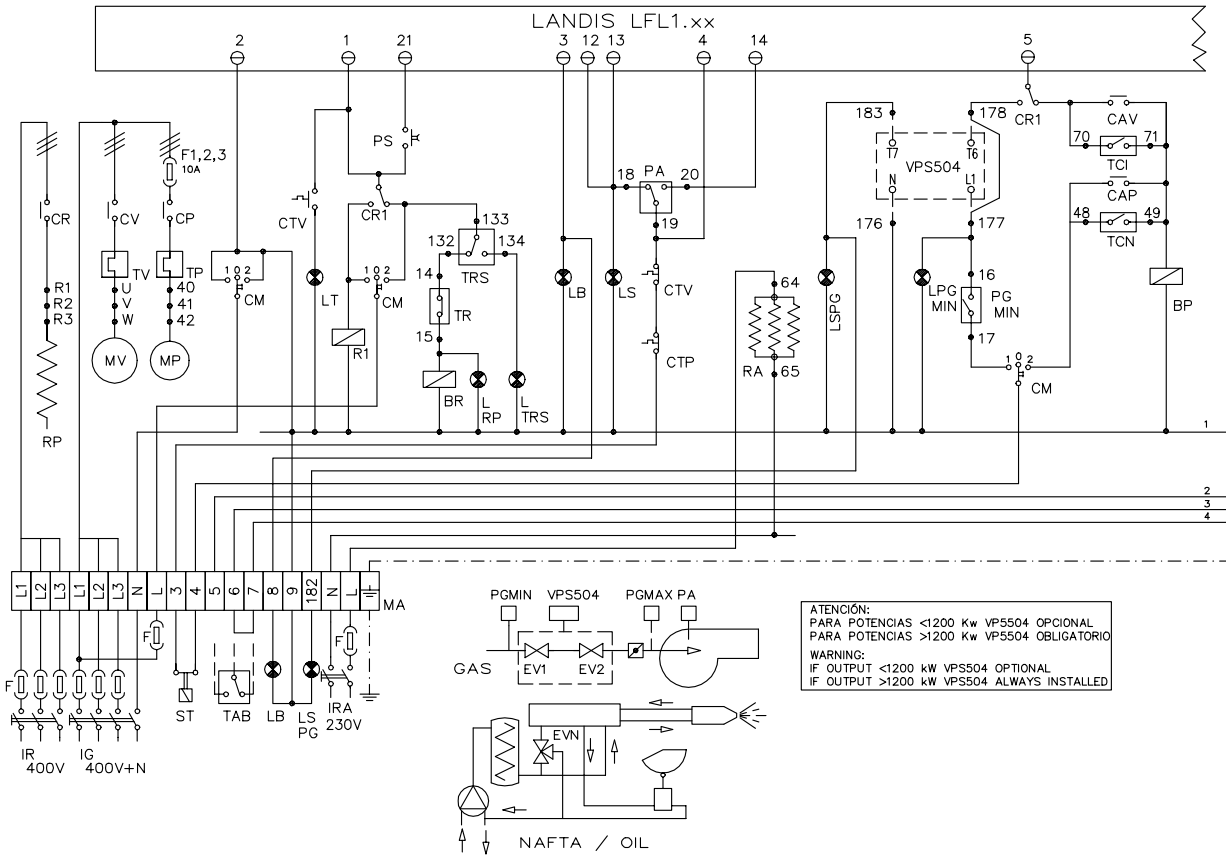 LANDIS LFL1.xx
2 1 21 3 12 13 4 14 5
183 178 CR1 CAV
70 71
TCI
T7 T6
VPS504
N L1
176 177
CAP
48 49
TCN
F1,2,3
10A
PS
PA
18 20
19
CR CV CP
CTV
CR1
133
132 134
TRS
TV TP
R1 U 40
R2 V 41
R3 W 42
1 0 2
CM
LT
1 0 2
CM
14
TR
15
LB LS
CTV
CTP
64
RA
65
LSPG
LPG
MIN
16
PG
MIN
17
1 0 2
CM
BP
MV MP
R1
BR
L
RP
L
TRS
RP
1
2
3
4
L1 L2 L3 L1 L2 L3 N L 3 4 5 6 7 8 9 182 N L
MA
F
F
F
ST
TAB
LB
LS
PG
IRA
230V
IR
400V
IG
400V+N
PGMIN VPS504 PGMAX PA
GAS
EV1 EV2
EVN
NAFTA / OIL
ATENCIÓN:
PARA POTENCIAS <1200 Kw VP5504 OPCIONAL
PARA POTENCIAS >1200 Kw VP5504 OBLIGATORIO
WARNING:
IF OUTPUT <1200 kW VPS504 OPTIONAL
IF OUTPUT >1200 kW VPS504 ALWAYS INSTALLED